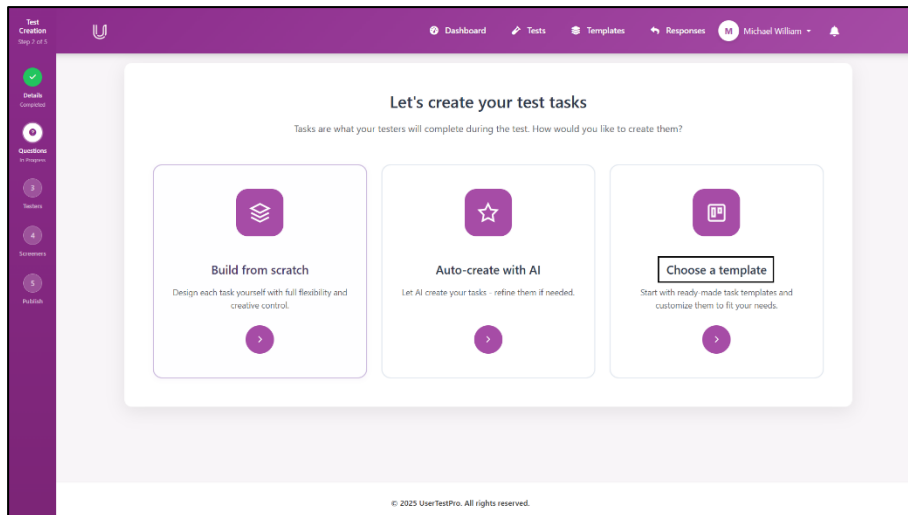 Test
Creation
Step 2 of 5
Dashboard
Tests
Templates
Responses
M
Michael William
Details
Completed
Questions
In Progress
3
Testers
4
Screeners
5
Publish
Let's create your test tasks
Tasks are what your testers will complete during the test. How would you like to create them?
Build from scratch
Design each task yourself with full flexibility and
creative control.
Auto-create with AI
Let AI create your tasks - refine them if needed.
Choose a template
Start with ready-made task templates and
customize them to fit your needs.
© 2025 UserTestPro. All rights reserved.